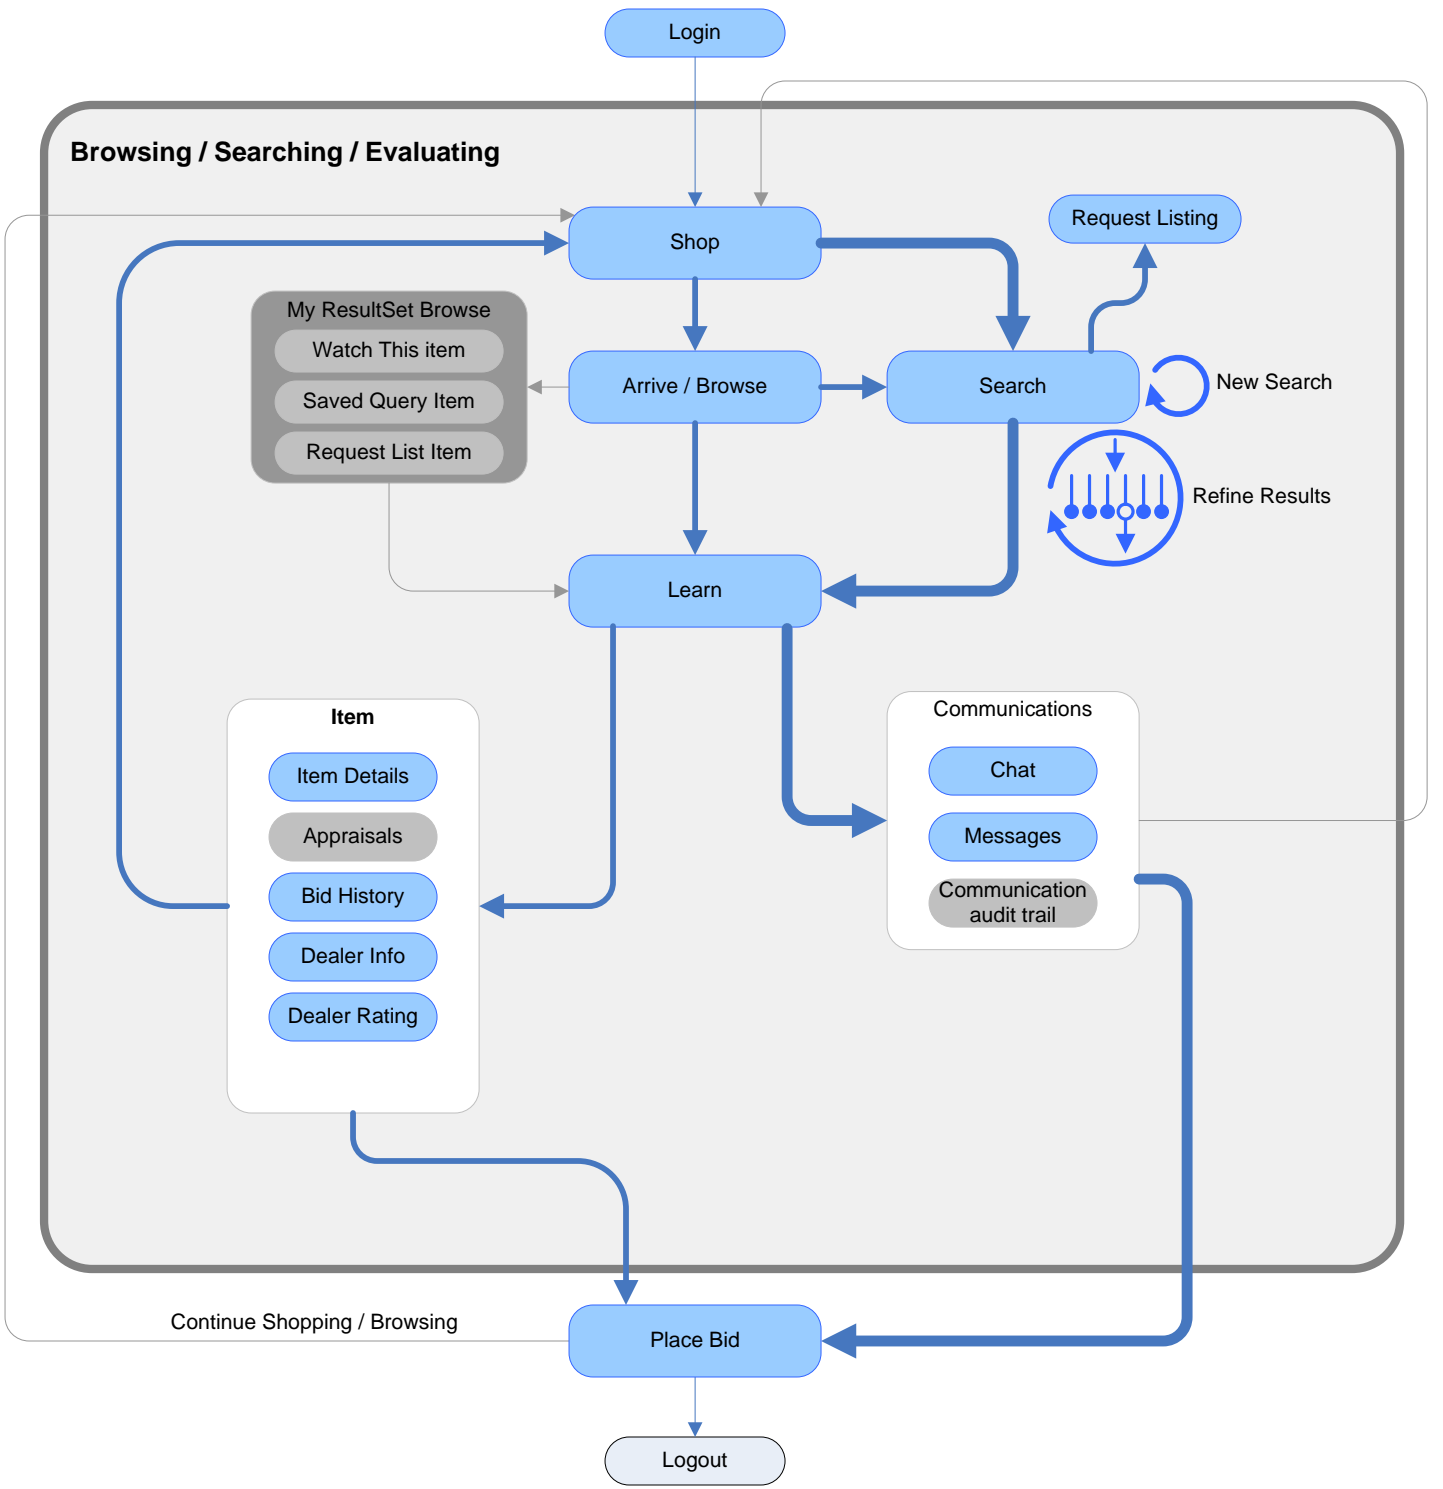 Login
Browsing / Searching / Evaluating
Shop
Request Listing
My ResultSet Browse
Watch This item
Saved Query Item
Request List Item
Arrive / Browse
Search
New Search
Refine Results
Learn
Item
Item Details
Appraisals
Bid History
Dealer Info
Dealer Rating
Communications
Chat
Messages
Communication
audit trail
Continue Shopping / Browsing
Place Bid
Logout